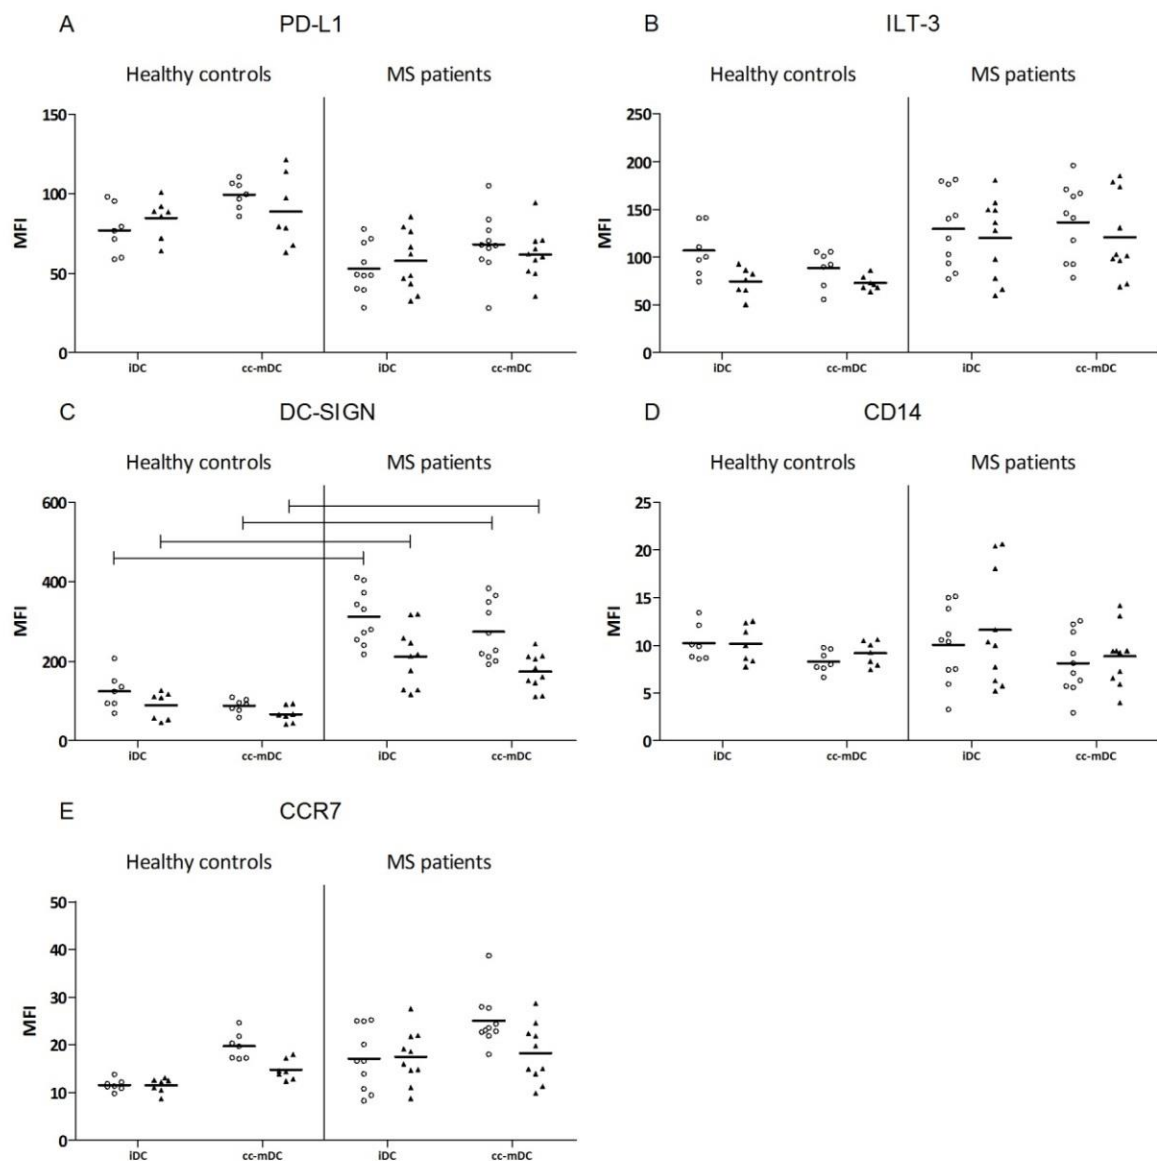 A PD-L1
Healthy controls MS patients
150
100
50
0
MFI
iDC cc-mDC iDC cc-mDC
B ILT-3
Healthy controls MS patients
250
200
150
100
50
0
MFI
iDC cc-mDC iDC cc-mDC
C DC-SIGN
Healthy controls MS patients
600
400
200
0
MFI
iDC cc-mDC iDC cc-mDC
D CD14
Healthy controls MS patients
25
20
15
10
5
0
MFI
iDC cc-mDC iDC cc-mDC
E CCR7
Healthy controls MS patients
50
40
30
20
10
0
MFI
iDC cc-mDC iDC cc-mDC